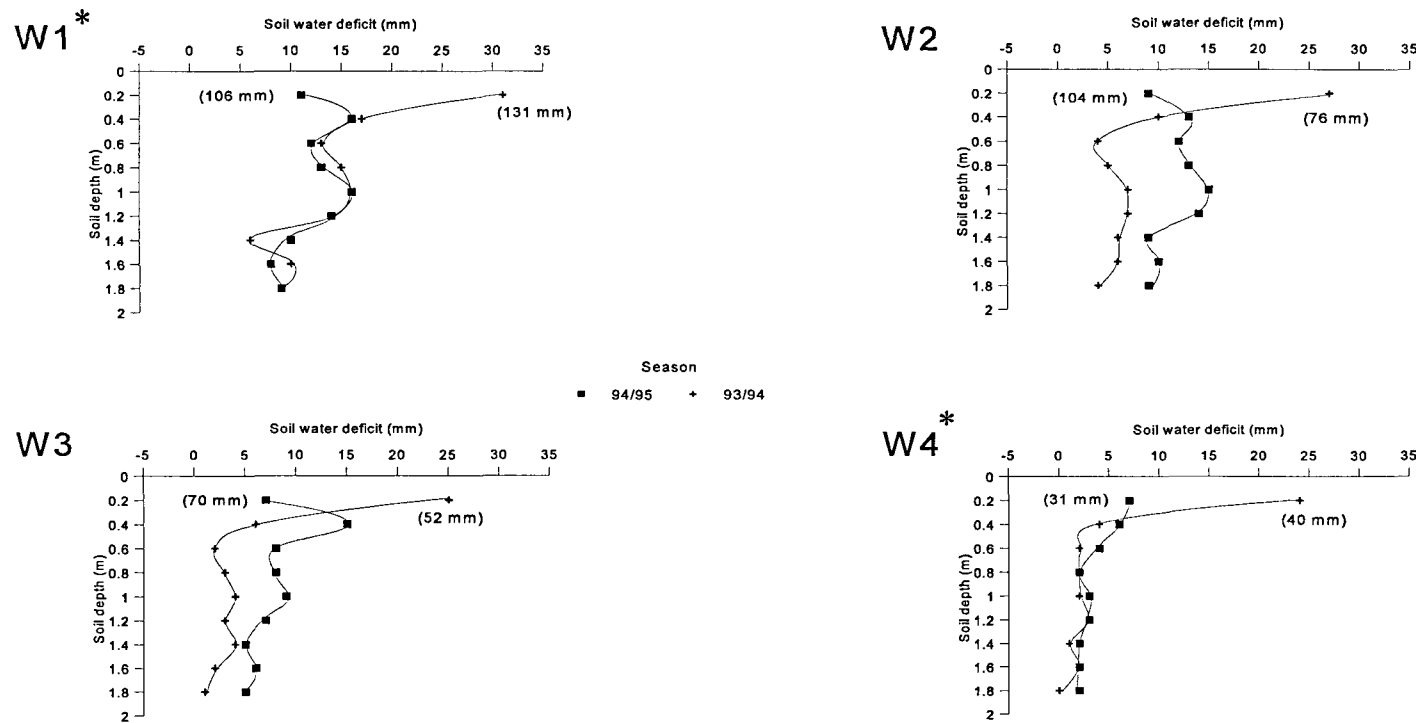 W1*
Soil water deficit (mm)
-5 0 5 10 15 20 25 30 35
0
0.2
0.4
0.6
0.8
1
1.2
1.4
1.6
1.8
2
Soil depth (m)
(106 mm)
(131 mm)
W2
Soil water deficit (mm)
-5 0 5 10 15 20 25 30 35
0
0.2
0.4
0.6
0.8
1
1.2
1.4
1.6
1.8
2
Soil depth (m)
(104 mm)
(76 mm)
Season
94/95 93/94
W3
Soil water deficit (mm)
-5 0 5 10 15 20 25 30 35
0
0.2
0.4
0.6
0.8
1
1.2
1.4
1.6
1.8
2
Soil depth (m)
(70 mm)
(52 mm)
W4*
Soil water deficit (mm)
-5 0 5 10 15 20 25 30 35
0
0.2
0.4
0.6
0.8
1
1.2
1.4
1.6
1.8
2
Soil depth (m)
(31 mm)
(40 mm)